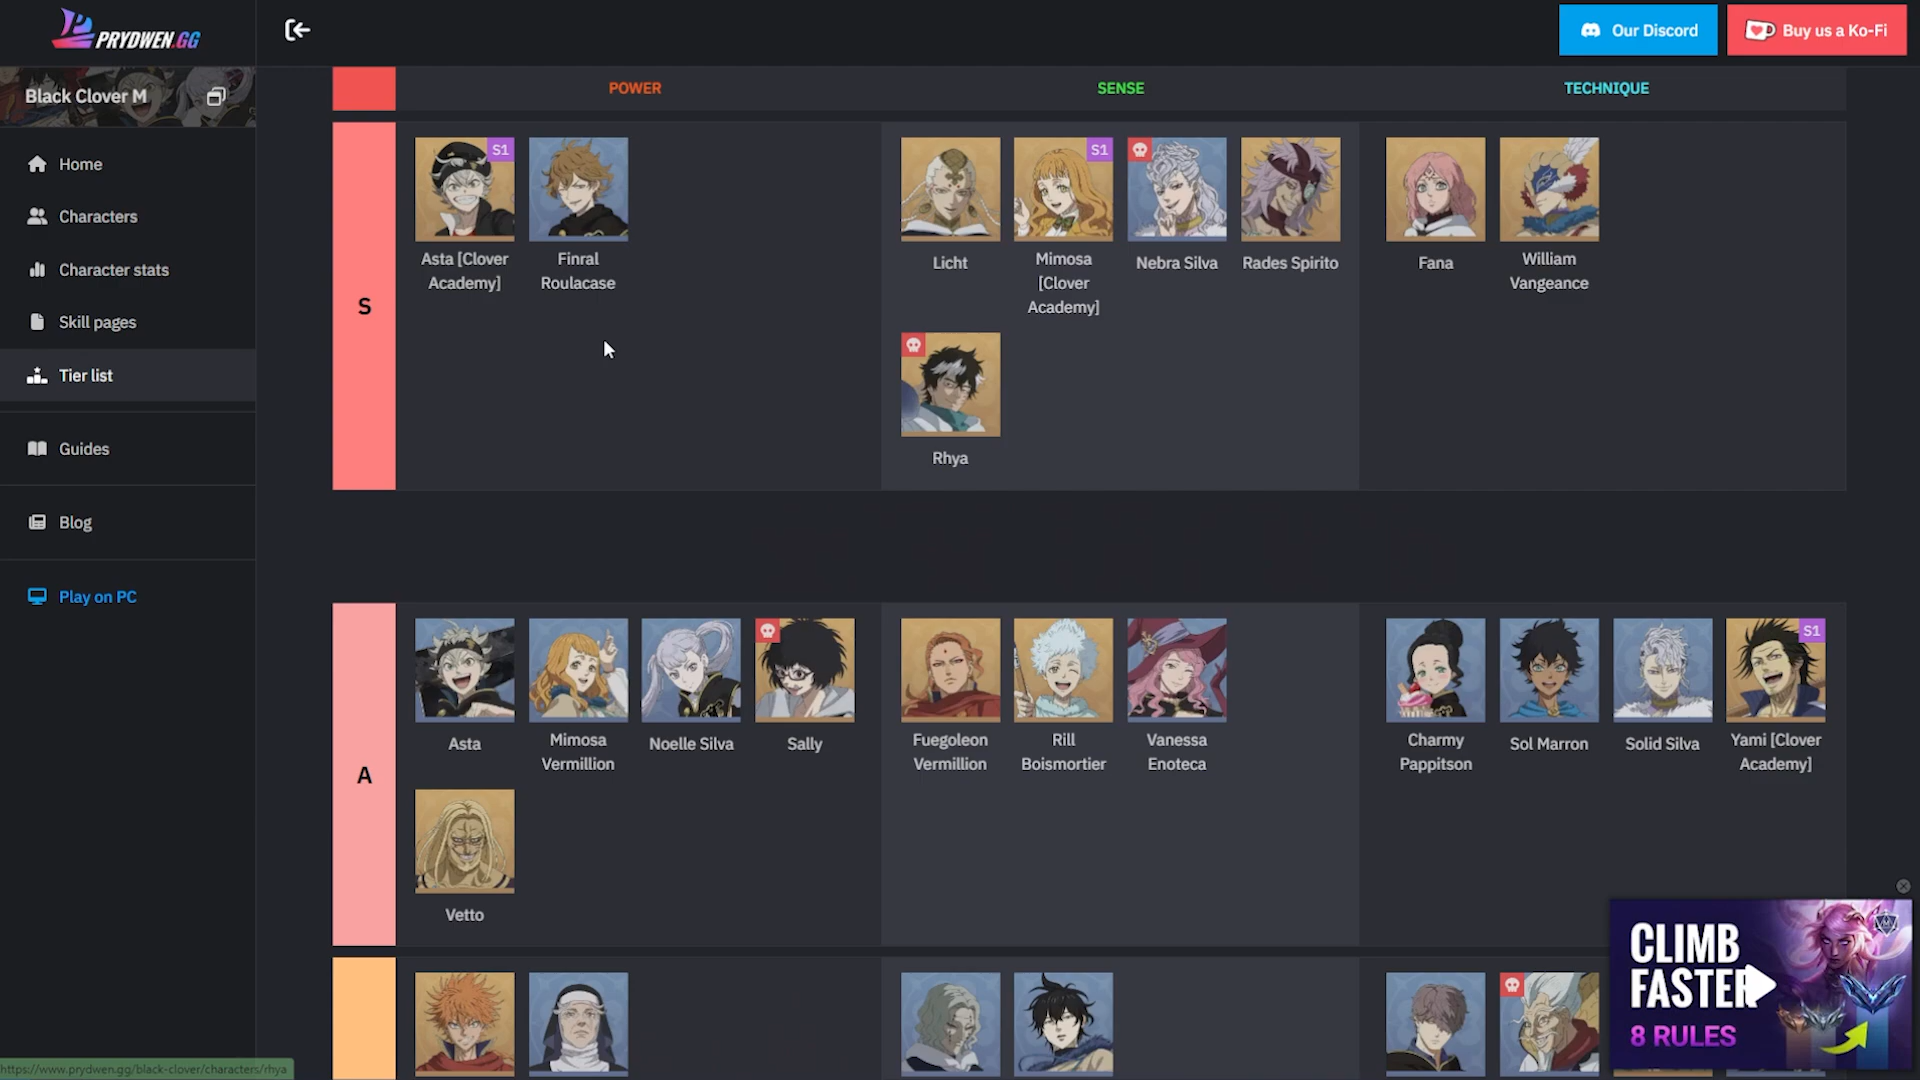 PRYDWEN.GG
Our Discord
Buy us a Ko-Fi
Black Clover M
Home
Characters
Character stats
Skill pages
Tier list
Guides
Blog
Play on PC
POWER
SENSE
TECHNIQUE
S
S1
Asta [Clover
Academy]
Finral
Roulacase
Licht
S1
Mimosa
[Clover
Academy]
Nebra Silva
Rades Spirito
Fana
William
Vangeance
Rhya
A
Asta
Mimosa
Vermillion
Noelle Silva
Sally
Fuegoleon
Vermillion
Rill
Boismortier
Vanessa
Enoteca
Charmy
Pappitson
Sol Marron
Solid Silva
S1
Yami [Clover
Academy]
Vetto
CLIMB
FASTER
8 RULES
https://www.prydwen.gg/black-clover/characters/rhya